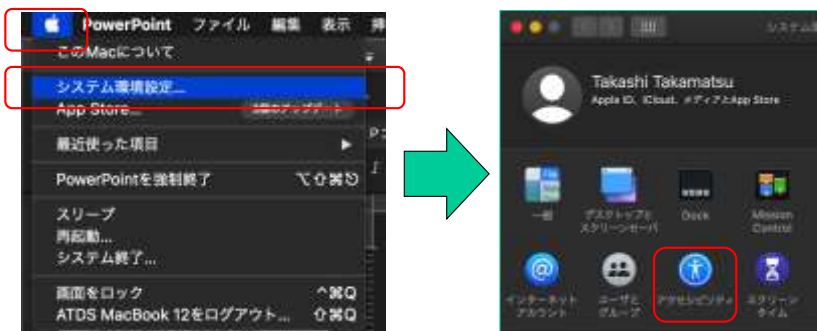 PowerPoint ファイル 編集 表示 挿
このMacについて
システム環境設定...
App Store...
最近使った項目
PowerPointを強制終了 ⌥⇧⌘⎋
スリープ
再起動...
システム終了...
画面をロック ^⌘Q
ATDS MacBook 12をログアウト... ⇧⌘Q
システム環
Takashi Takamatsu
Apple ID、iCloud、メディアとApp Store
一般 デスクトップと Dock Mission
スクリーンセーバ Control
インターネット ユーザと アクセシビリティ スクリーン
アカウント グループ タイム